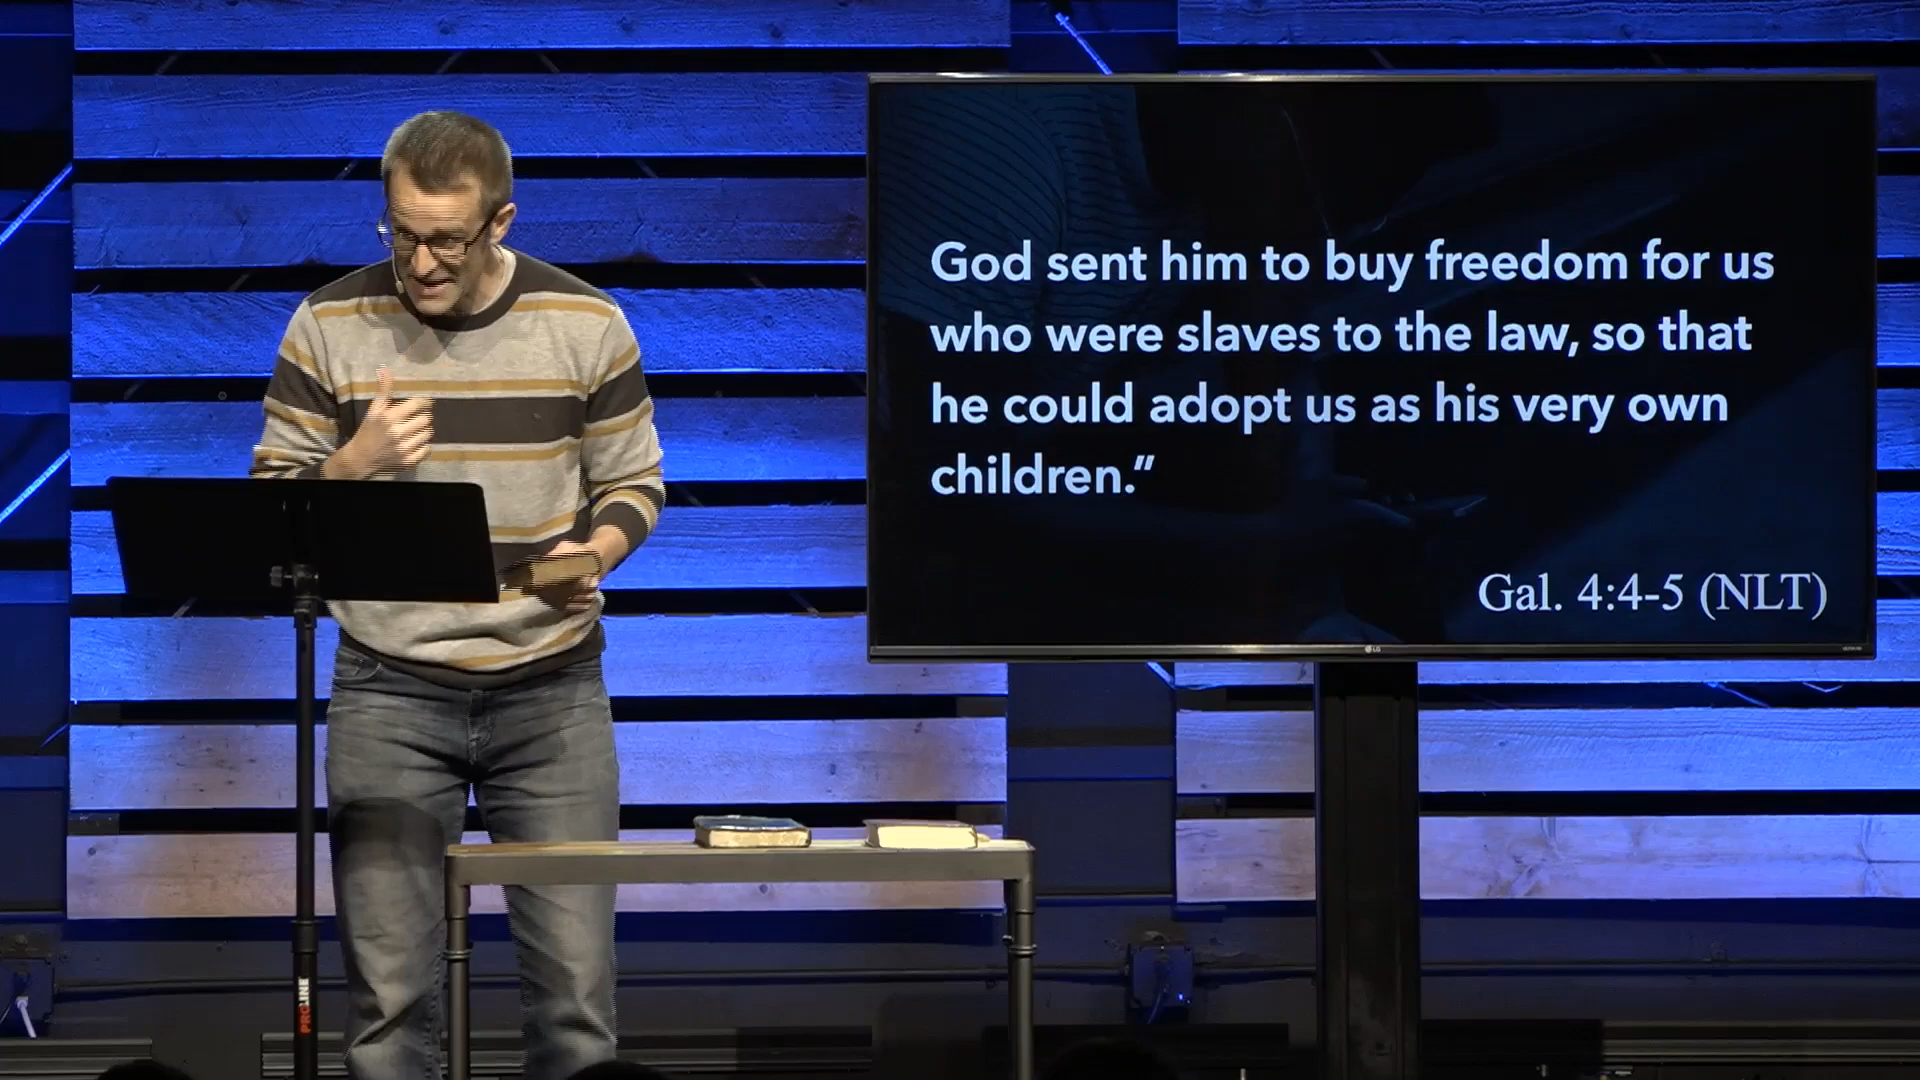 God sent him to buy freedom for us
who were slaves to the law, so that
he could adopt us as his very own
children.”
Gal. 4:4-5 (NLT)
LG
PROLINE